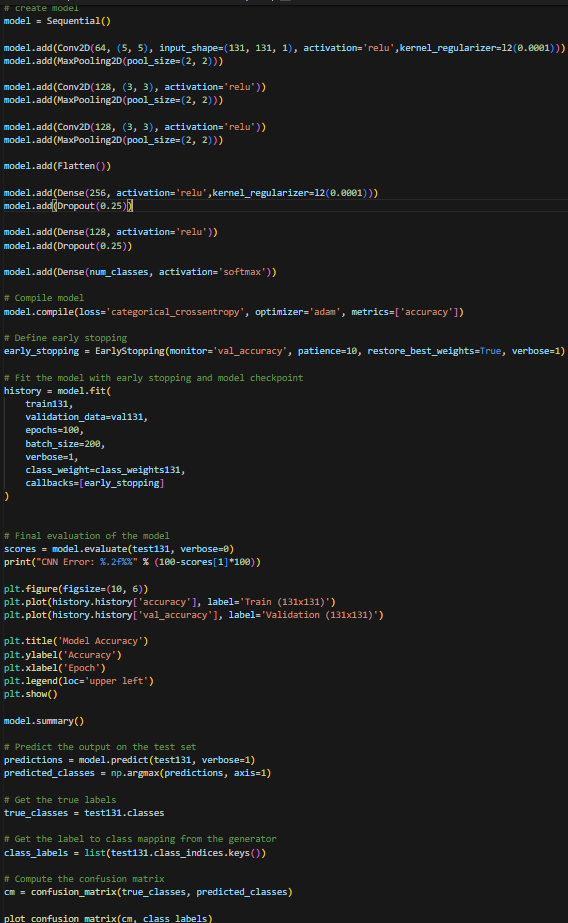 # create model
model = Sequential()
model.add(Conv2D(64, (5, 5), input_shape=(131, 131, 1), activation='relu',kernel_regularizer=l2(0.0001)))
model.add(MaxPooling2D(pool_size=(2, 2)))
model.add(Conv2D(128, (3, 3), activation='relu'))
model.add(MaxPooling2D(pool_size=(2, 2)))
model.add(Conv2D(128, (3, 3), activation='relu'))
model.add(MaxPooling2D(pool_size=(2, 2)))
model.add(Flatten())
model.add(Dense(256, activation='relu',kernel_regularizer=l2(0.0001)))
model.add(Dropout(0.25))
model.add(Dense(128, activation='relu'))
model.add(Dropout(0.25))
model.add(Dense(num_classes, activation='softmax'))
# Compile model
model.compile(loss='categorical_crossentropy', optimizer='adam', metrics=['accuracy'])
# Define early stopping
early_stopping = EarlyStopping(monitor='val_accuracy', patience=10, restore_best_weights=True, verbose=1)
# Fit the model with early stopping and model checkpoint
history = model.fit(
    train131,
    validation_data=val131,
    epochs=100,
    batch_size=200,
    verbose=1,
    class_weight=class_weights131,
    callbacks=[early_stopping]
)
# Final evaluation of the model
scores = model.evaluate(test131, verbose=0)
print("CNN Error: %.2f%%" % (100-scores[1]*100))
plt.figure(figsize=(10, 6))
plt.plot(history.history['accuracy'], label='Train (131x131)')
plt.plot(history.history['val_accuracy'], label='Validation (131x131)')
plt.title('Model Accuracy')
plt.ylabel('Accuracy')
plt.xlabel('Epoch')
plt.legend(loc='upper left')
plt.show()
model.summary()
# Predict the output on the test set
predictions = model.predict(test131, verbose=1)
predicted_classes = np.argmax(predictions, axis=1)
# Get the true labels
true_classes = test131.classes
# Get the label to class mapping from the generator
class_labels = list(test131.class_indices.keys())
# Compute the confusion matrix
cm = confusion_matrix(true_classes, predicted_classes)
plot_confusion_matrix(cm, class_labels)